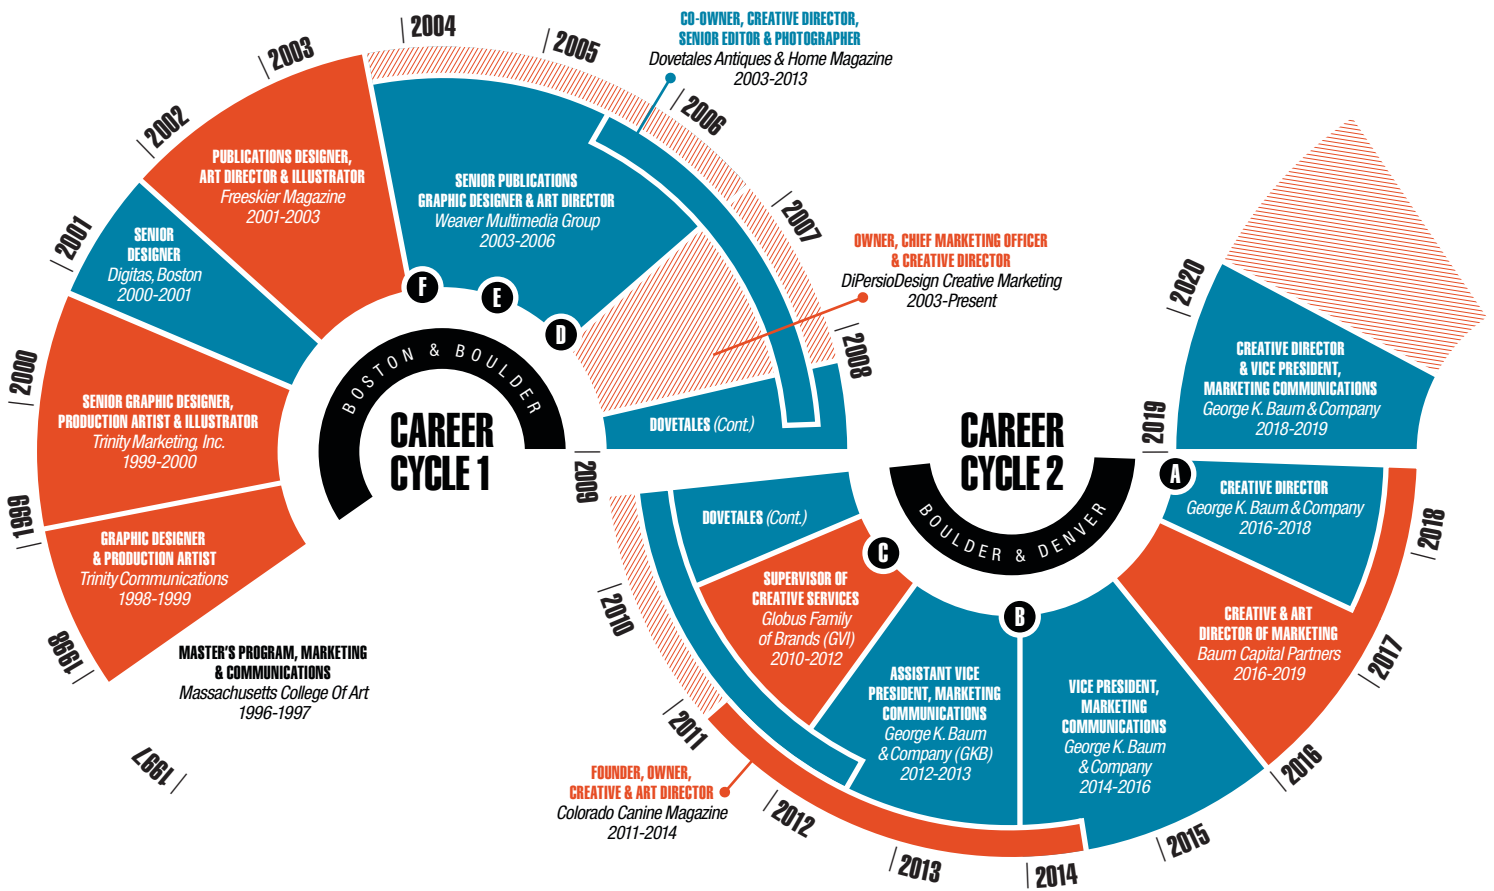 1997
MASTER'S PROGRAM, MARKETING
& COMMUNICATIONS
Massachusetts College Of Art
1996-1997
1998
GRAPHIC DESIGNER
& PRODUCTION ARTIST
Trinity Communications
1998-1999
1999
SENIOR GRAPHIC DESIGNER,
PRODUCTION ARTIST & ILLUSTRATOR
Trinity Marketing, Inc.
1999-2000
2000
SENIOR
DESIGNER
Digitas, Boston
2000-2001
2001
2002
PUBLICATIONS DESIGNER,
ART DIRECTOR & ILLUSTRATOR
Freeskier Magazine
2001-2003
2003
2004
SENIOR PUBLICATIONS
GRAPHIC DESIGNER & ART DIRECTOR
Weaver Multimedia Group
2003-2006
2005
CO-OWNER, CREATIVE DIRECTOR,
SENIOR EDITOR & PHOTOGRAPHER
Dovetales Antiques & Home Magazine
2003-2013
2006
2007
OWNER, CHIEF MARKETING OFFICER
& CREATIVE DIRECTOR
DiPersioDesign Creative Marketing
2003-Present
2008
DOVETALES (Cont.)
F
E
D
BOSTON & BOULDER
CAREER
CYCLE 1
2009
DOVETALES (Cont.)
2010
SUPERVISOR OF
CREATIVE SERVICES
Globus Family
of Brands (GVI)
2010-2012
2011
FOUNDER, OWNER,
CREATIVE & ART DIRECTOR
Colorado Canine Magazine
2011-2014
2012
ASSISTANT VICE
PRESIDENT, MARKETING
COMMUNICATIONS
George K. Baum
& Company (GKB)
2012-2013
2013
2014
VICE PRESIDENT,
MARKETING
COMMUNICATIONS
George K. Baum
& Company
2014-2016
2015
2016
CREATIVE & ART
DIRECTOR OF MARKETING
Baum Capital Partners
2016-2019
2017
CREATIVE DIRECTOR
George K. Baum & Company
2016-2018
2018
C
B
A
CAREER
CYCLE 2
BOULDER & DENVER
2019
CREATIVE DIRECTOR
& VICE PRESIDENT,
MARKETING COMMUNICATIONS
George K. Baum & Company
2018-2019
2020